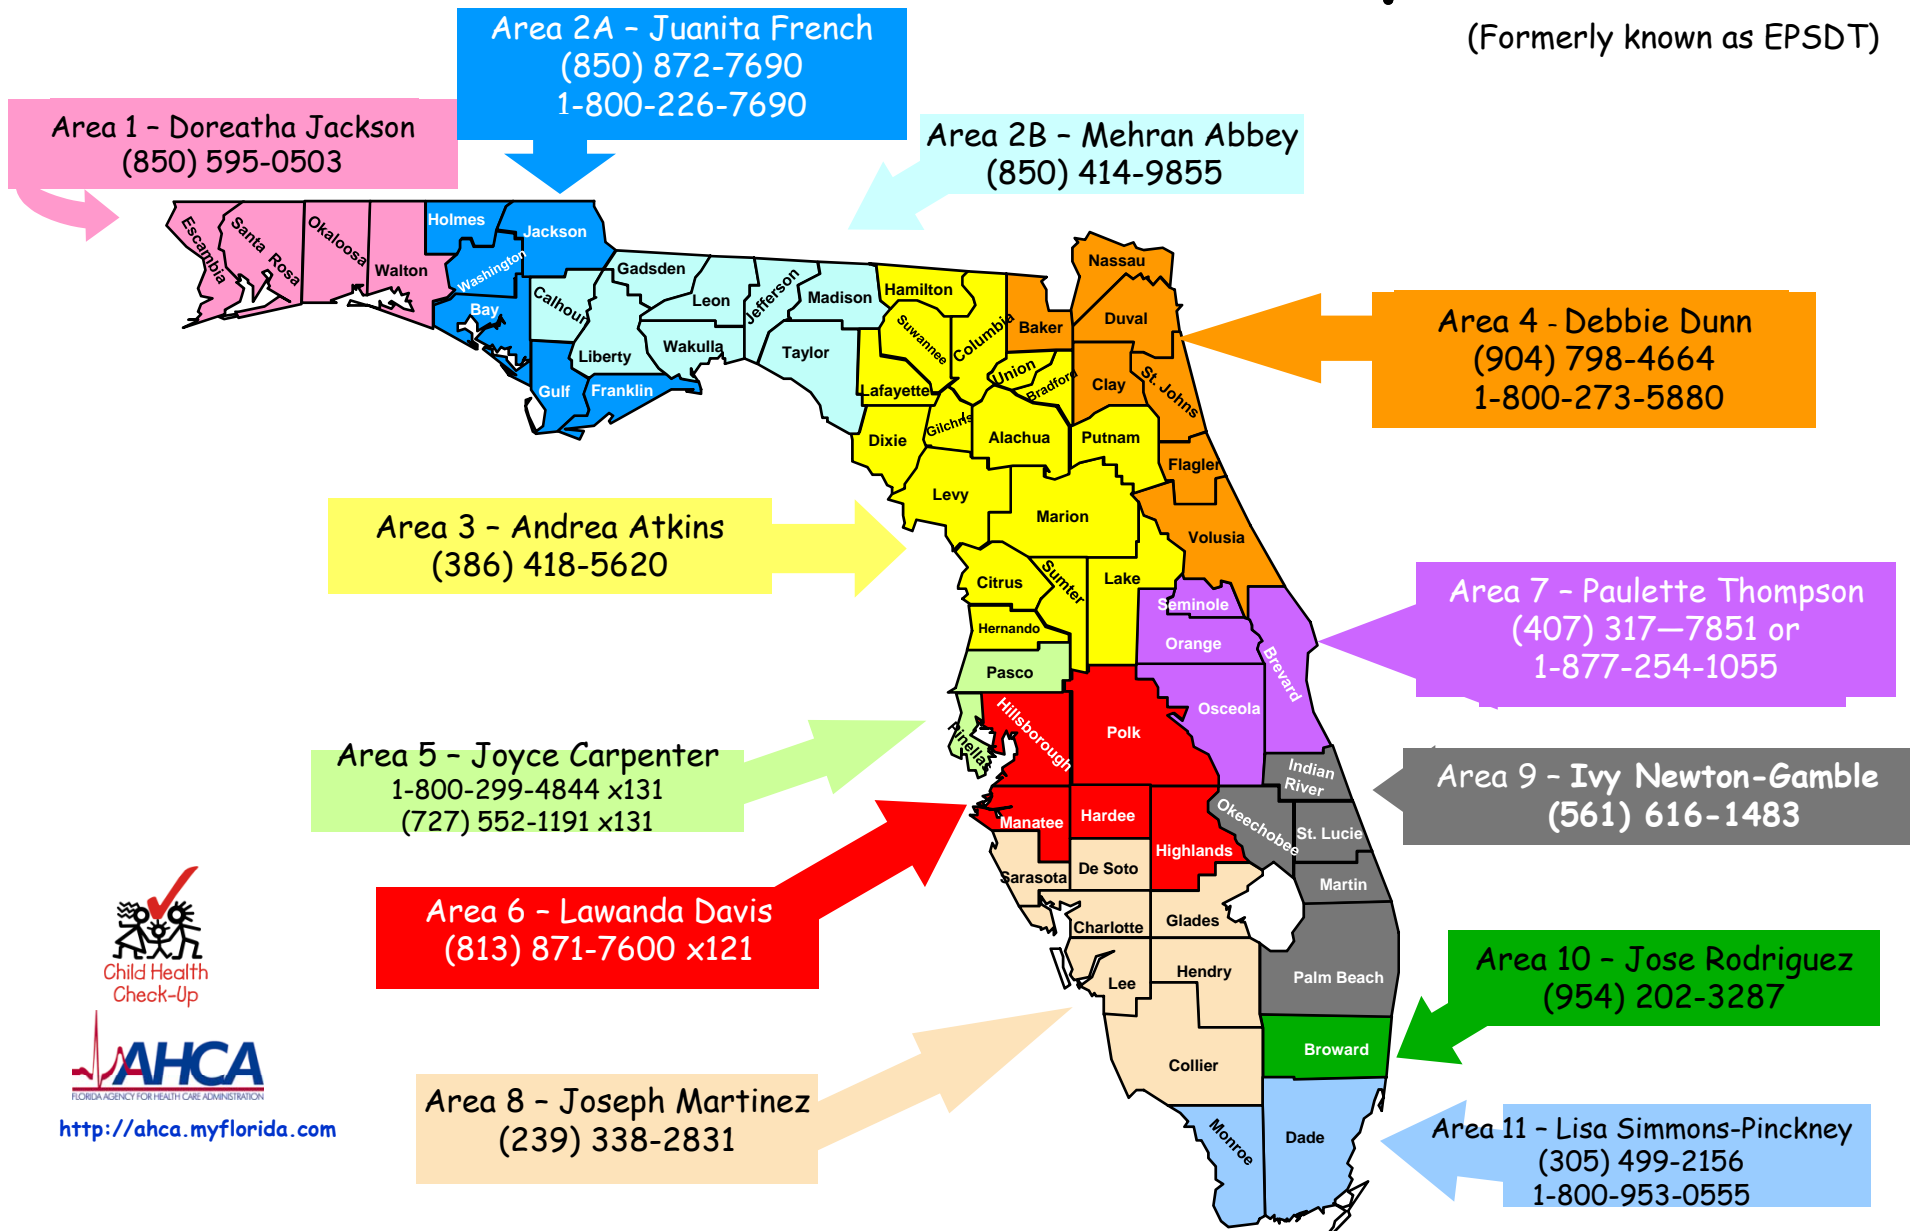 (Formerly known as EPSDT)
Area 2A – Juanita French
(850) 872-7690
1-800-226-7690
Area 1 – Doreatha Jackson
(850) 595-0503
Area 2B – Mehran Abbey
(850) 414-9855
Escambia
Santa Rosa
Okaloosa
Walton
Holmes
Jackson
Washington
Bay
Calhour
Gulf
Franklin
Liberty
Gadsden
Leon
Wakulla
Jefferson
Madison
Taylor
Hamilton
Suwannee
Columbia
Lafayette
Baker
Union
Bradford
Nassau
Duval
Clay
St. Johns
Dixie
Gilchris
Alachua
Putnam
Flagler
Levy
Marion
Volusia
Citrus
Sumter
Lake
Hernando
Seminole
Orange
Brevard
Pasco
Osceola
Pinellas
Hillsborough
Polk
Indian
River
Manatee
Hardee
Highlands
Okeechobee
St. Lucie
Sarasota
De Soto
Martin
Charlotte
Glades
Lee
Hendry
Palm Beach
Collier
Broward
Monroe
Dade
Area 4 - Debbie Dunn
(904) 798-4664
1-800-273-5880
Area 3 – Andrea Atkins
(386) 418-5620
Area 7 – Paulette Thompson
(407) 317—7851 or
1-877-254-1055
Area 5 – Joyce Carpenter
1-800-299-4844 x131
(727) 552-1191 x131
Area 9 – Ivy Newton-Gamble
(561) 616-1483
Area 6 – Lawanda Davis
(813) 871-7600 x121
Area 10 – Jose Rodriguez
(954) 202-3287
Area 8 – Joseph Martinez
(239) 338-2831
Area 11 – Lisa Simmons-Pinckney
(305) 499-2156
1-800-953-0555
Child Health
Check-Up
AHCA
FLORIDA AGENCY FOR HEALTH CARE ADMINISTRATION
http://ahca.myflorida.com